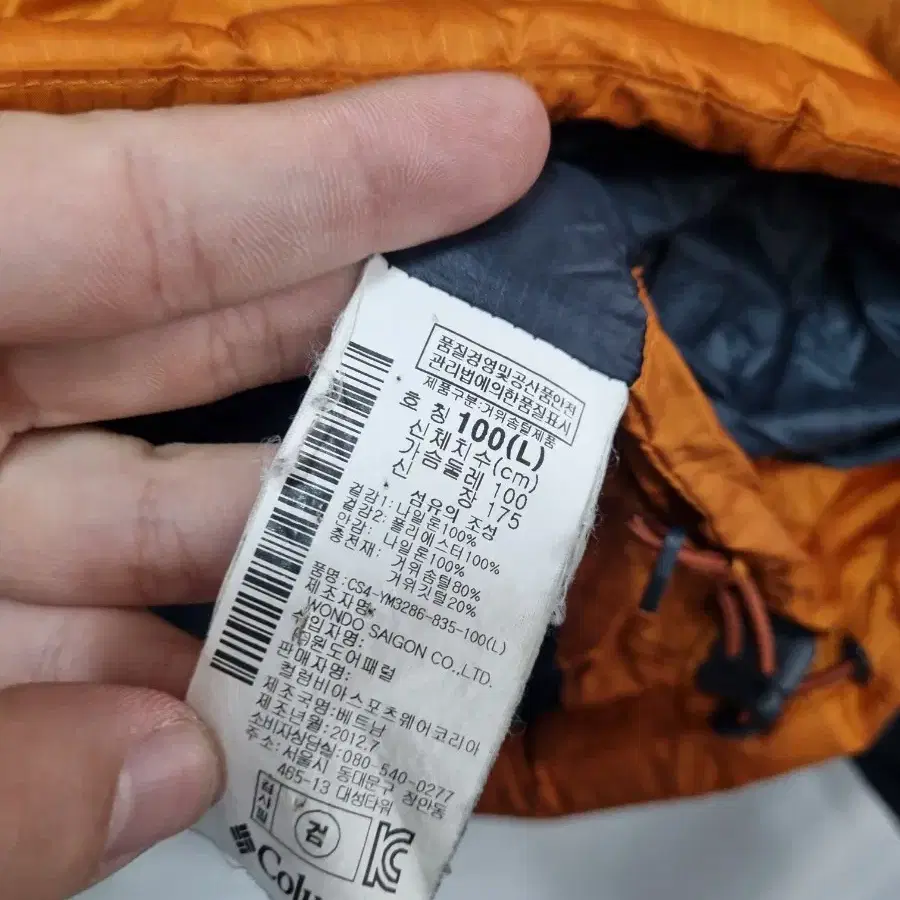 품질경영및공산품안전
관리법에의한품질표시
제품구분:거위솜털제품
호 칭 100(L)
신체치수(cm)
가슴둘레 100
신 장 175
섬유의 조성
겉감1: 나일론100%
겉감2: 폴리에스터100%
안감: 나일론100%
충전재: 거위솜털80%
거위깃털20%
품명:CS4-YM3286-835-100(L)
제조자명:
WONDO SAIGON CO.,LTD.
수입자명:
(주)원도어패럴
판매자명:
컬럼비아스포츠웨어코리아
제조국명:베트남
제조년월:2012.7
소비자상담실:080-540-0277
주소:서울시 동대문구 장안동
465-13 대성타워
검